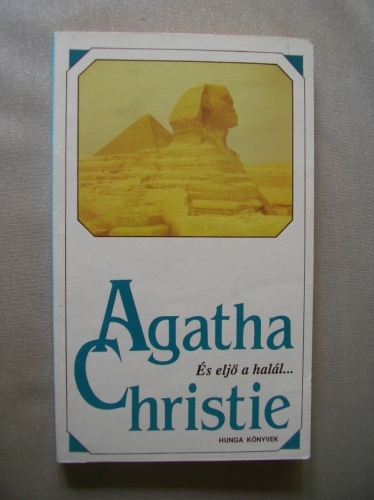 Agatha
És eljő a halál...
Christie
HUNGA KÖNYVEK